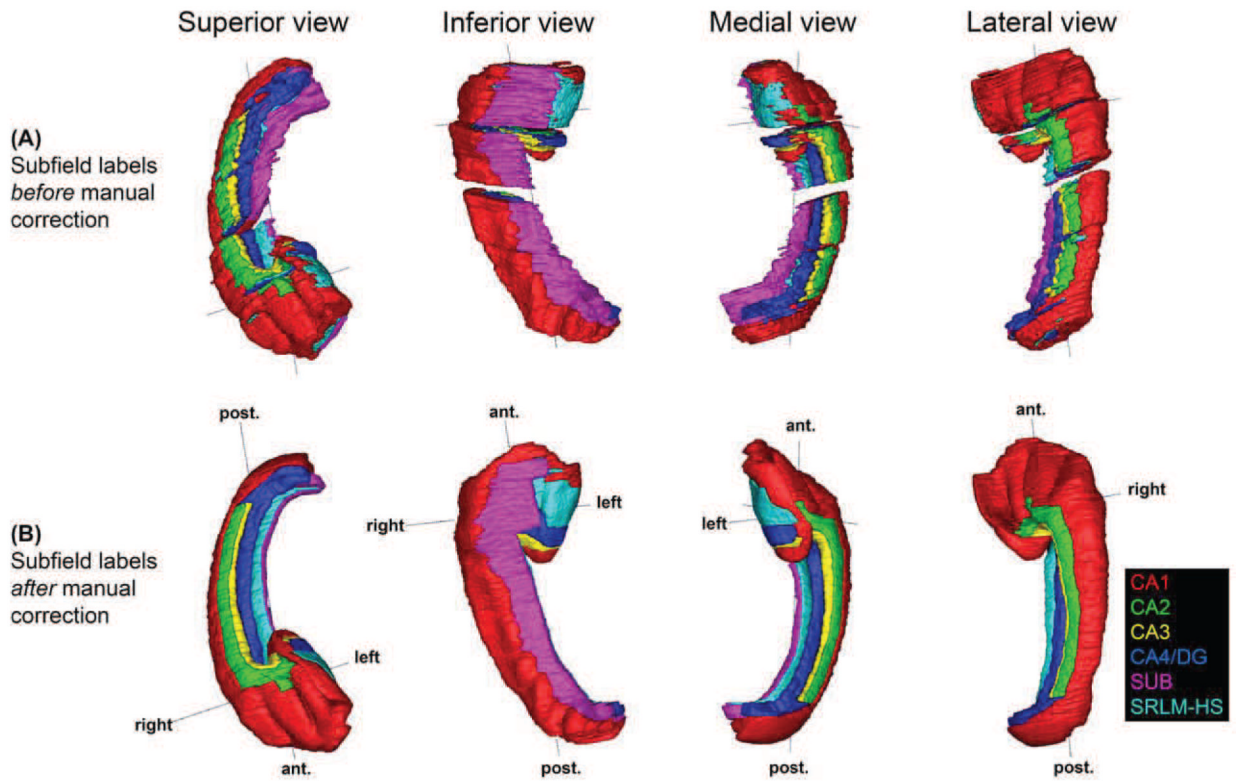 Superior view
Inferior view
Medial view
Lateral view
(A)
Subfield labels
before manual
correction
post.
ant.
ant.
ant.
left
right
left
right
(B)
Subfield labels
after manual
correction
left
right
ant.
post.
post.
post.
CA1
CA2
CA3
CA4/DG
SUB
SRLM-HS